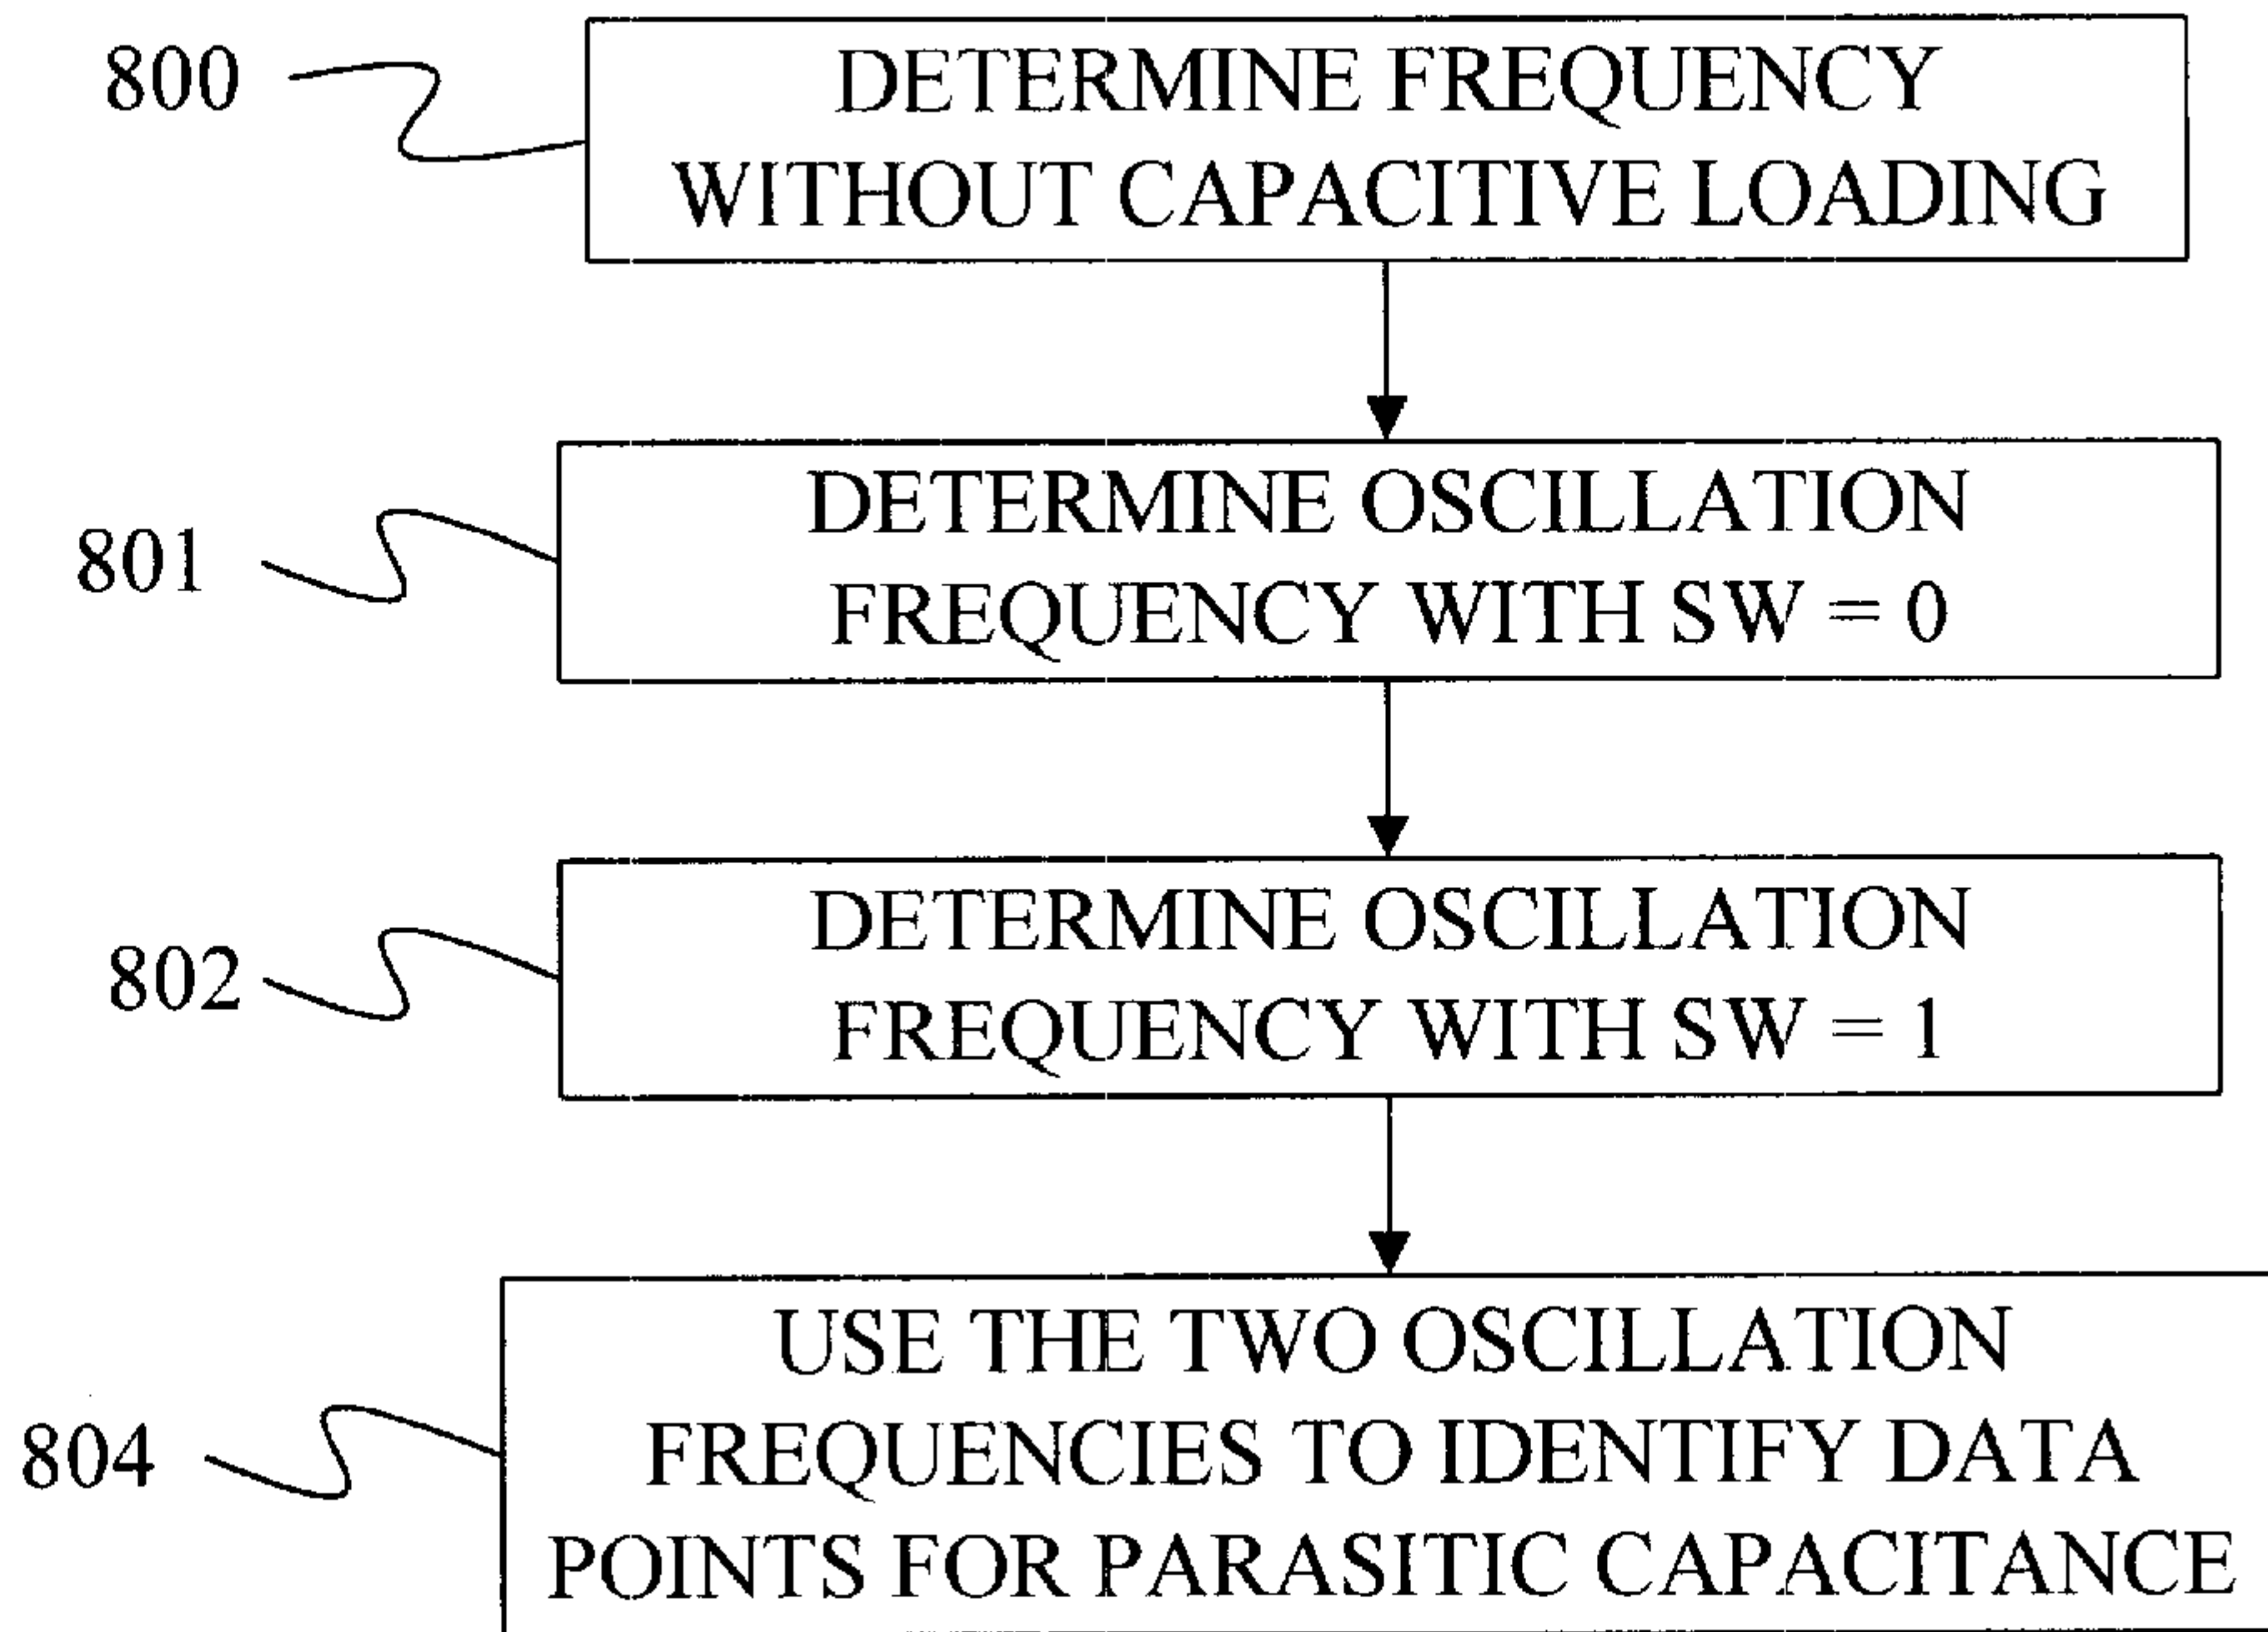 800
DETERMINE FREQUENCY
WITHOUT CAPACITIVE LOADING
801
DETERMINE OSCILLATION
FREQUENCY WITH SW = 0
802
DETERMINE OSCILLATION
FREQUENCY WITH SW = 1
804
USE THE TWO OSCILLATION
FREQUENCIES TO IDENTIFY DATA
POINTS FOR PARASITIC CAPACITANCE